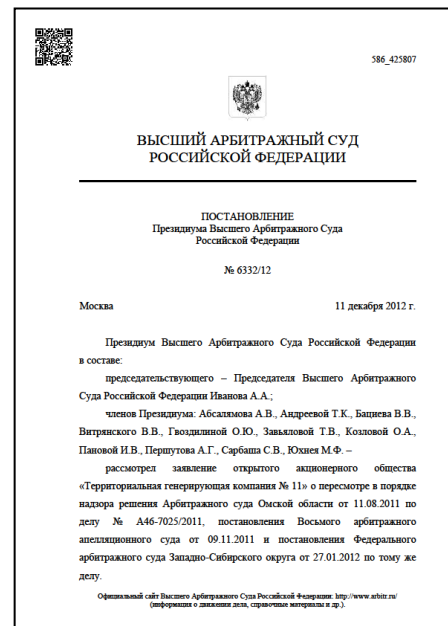 586_425807
ВЫСШИЙ АРБИТРАЖНЫЙ СУД
РОССИЙСКОЙ ФЕДЕРАЦИИ
ПОСТАНОВЛЕНИЕ
Президиума Высшего Арбитражного Суда
Российской Федерации
№ 6332/12
Москва 11 декабря 2012 г.
Президиум Высшего Арбитражного Суда Российской Федерации
в составе:
председательствующего – Председателя Высшего Арбитражного
Суда Российской Федерации Иванова А.А.;
членов Президиума: Абсалямова А.В., Андреевой Т.К., Бациева В.В.,
Витрянского В.В., Гвоздилиной О.Ю., Завьяловой Т.В., Козловой О.А.,
Пановой И.В., Першутова А.Г., Сарбаша С.В., Юхнея М.Ф. –
рассмотрел заявление открытого акционерного общества
«Территориальная генерирующая компания № 11» о пересмотре в порядке
надзора решения Арбитражного суда Омской области от 11.08.2011 по
делу № А46-7025/2011, постановления Восьмого арбитражного
апелляционного суда от 09.11.2011 и постановления Федерального
арбитражного суда Западно-Сибирского округа от 27.01.2012 по тому же
делу.
Официальный сайт Высшего Арбитражного Суда Российской Федерации: http://www.arbitr.ru/
(информация о движении дела, справочные материалы и др.).